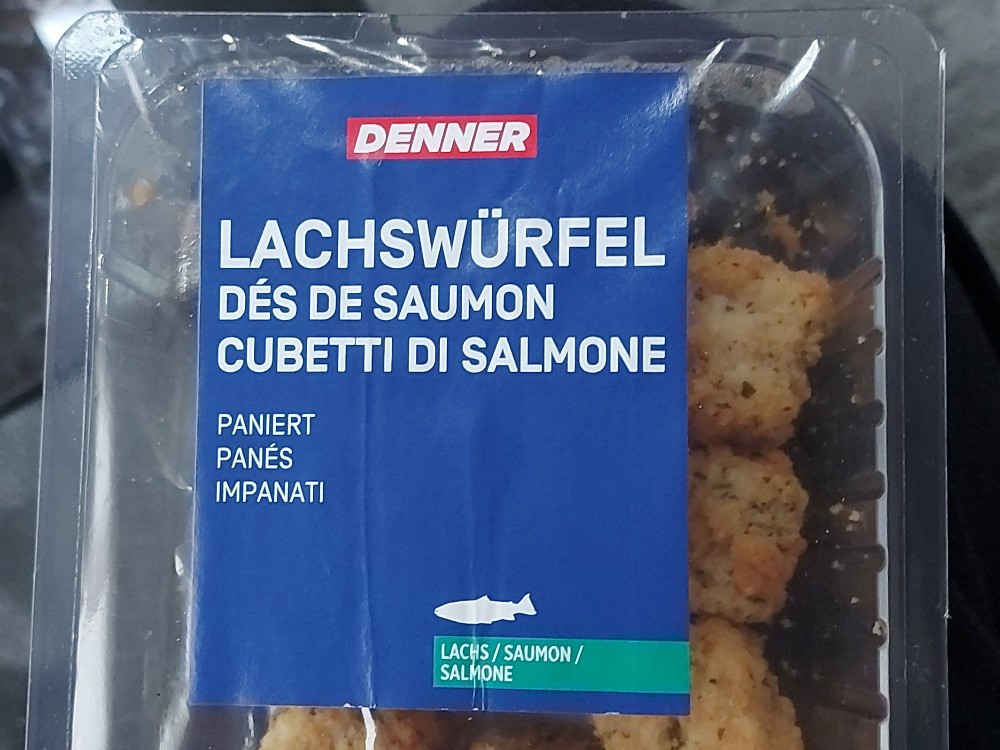 DENNER
LACHSWÜRFEL
DÉS DE SAUMON
CUBETTI DI SALMONE
PANIERT
PANÉS
IMPANATI
LACHS / SAUMON /
SALMONE